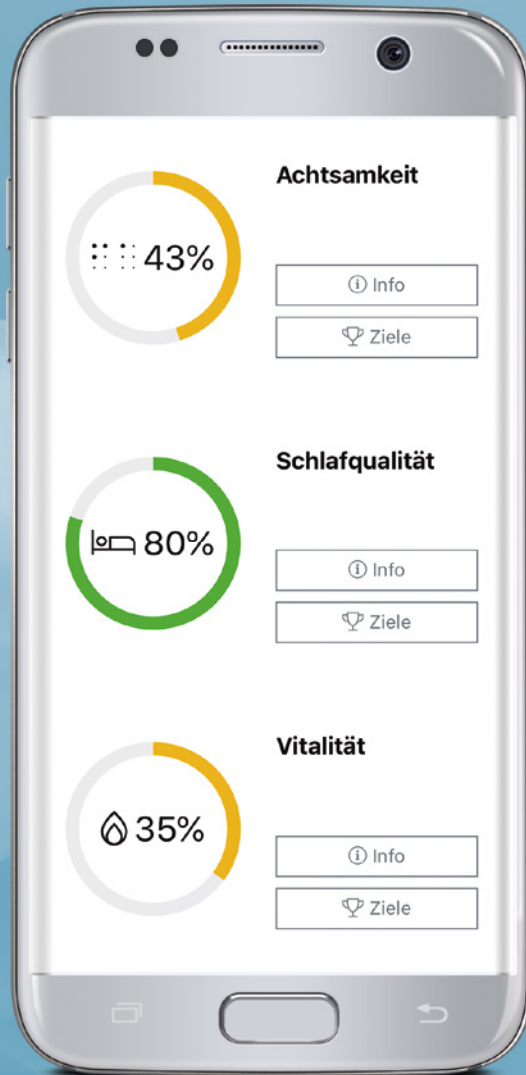 Achtsamkeit
43%
Info
Ziele
Schlafqualität
80%
Info
Ziele
Vitalität
35%
Info
Ziele